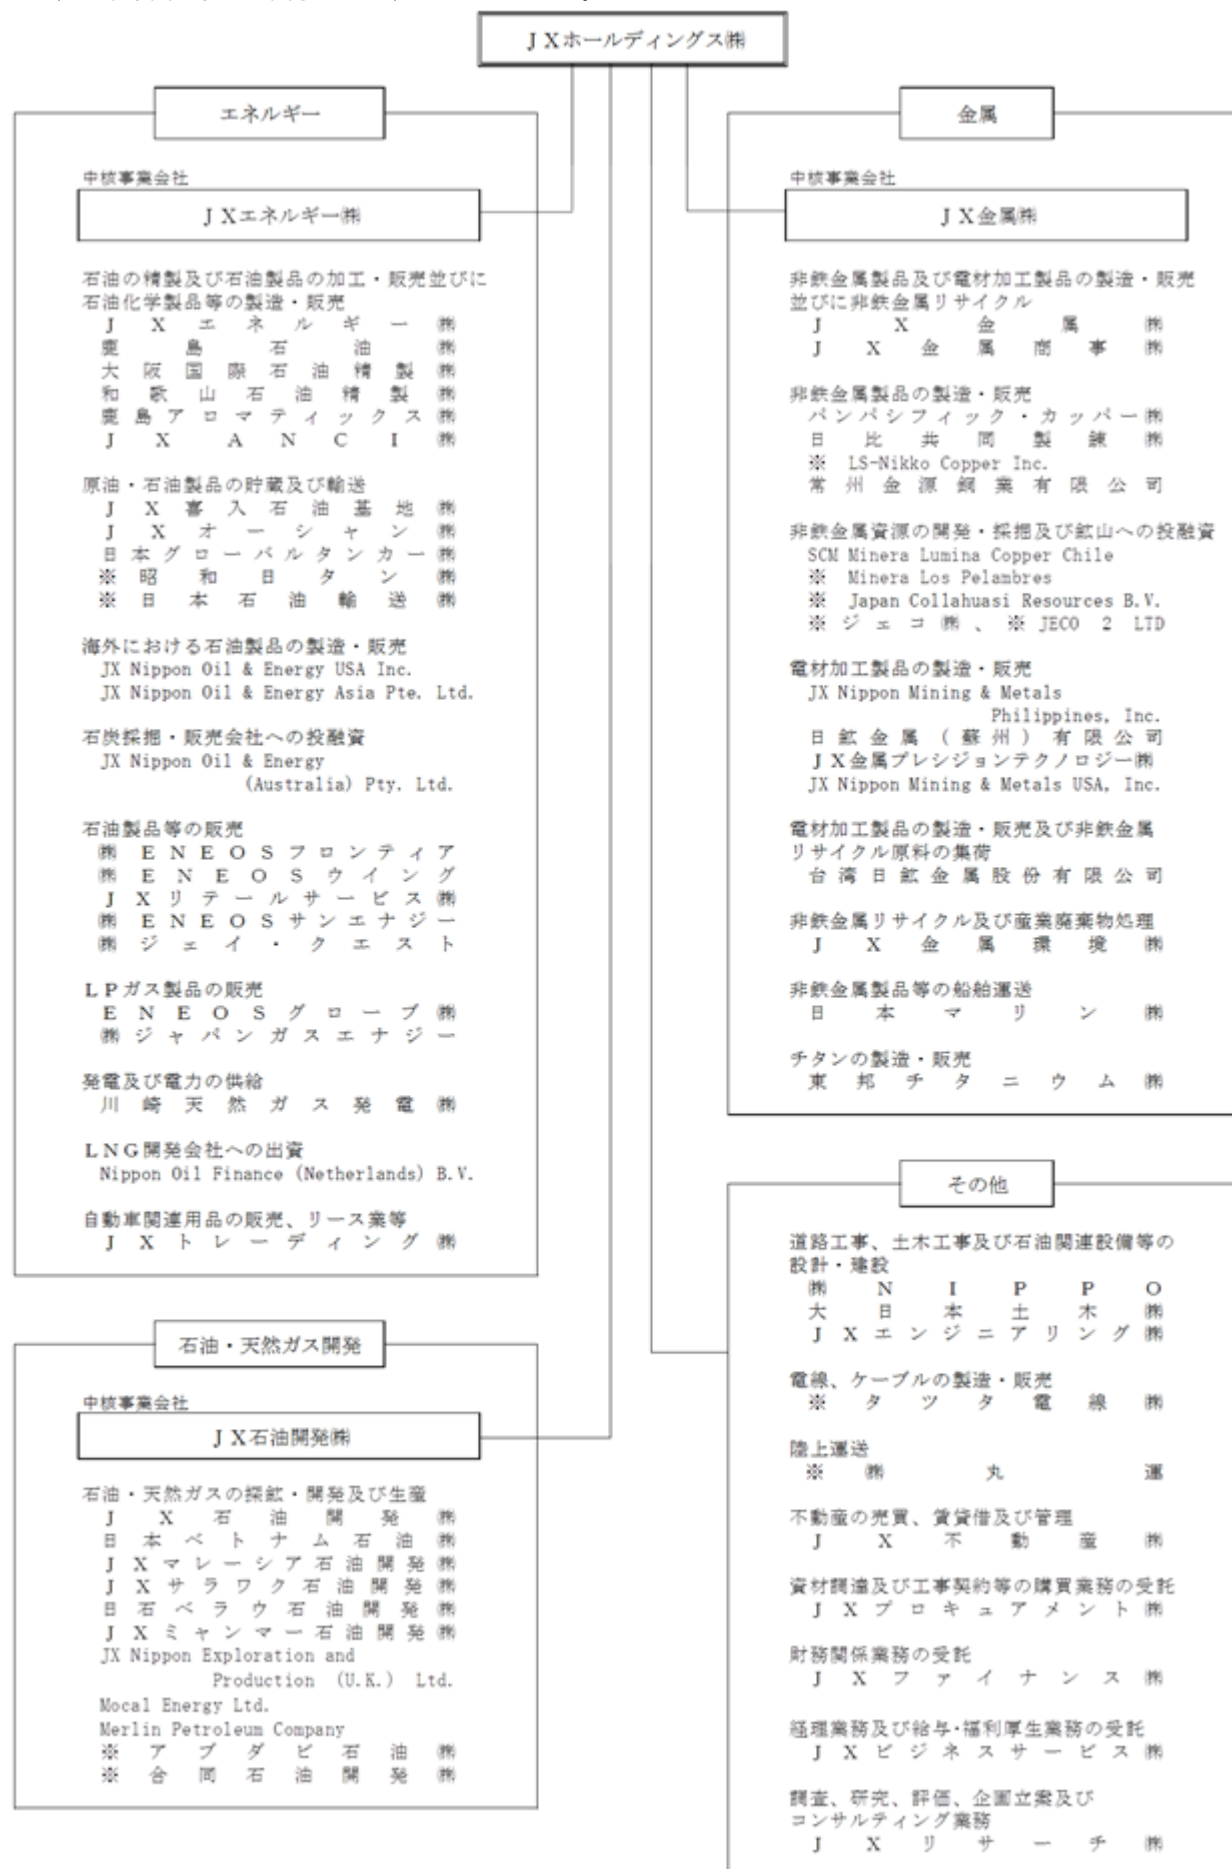 JXホールディングス㈱
エネルギー
中核事業会社
JXエネルギー㈱
石油の精製及び石油製品の加工・販売並びに
石油化学製品等の製造・販売
JXエネルギー㈱
鹿島石油㈱
大阪国際石油精製㈱
和歌山石油精製㈱
鹿島アロマティックス㈱
JX ANCI㈱
原油・石油製品の貯蔵及び輸送
JX喜入石油基地㈱
JXオーシャン㈱
日本グローバルタンカー㈱
※昭和日タン㈱
※日本石油輸送㈱
海外における石油製品の製造・販売
JX Nippon Oil & Energy USA Inc.
JX Nippon Oil & Energy Asia Pte. Ltd.
石炭採掘・販売会社への投融資
JX Nippon Oil & Energy
(Australia) Pty. Ltd.
石油製品等の販売
㈱ENEOSフロンティア
㈱ENEOSウイング
JXリテールサービス㈱
㈱ENEOSサンエナジー
㈱ジェイ・クエスト
LPガス製品の販売
ENEOSグローブ㈱
㈱ジャパンガスエナジー
発電及び電力の供給
川崎天然ガス発電㈱
LNG開発会社への出資
Nippon Oil Finance (Netherlands) B.V.
自動車関連用品の販売、リース業等
JXトレーディング㈱
石油・天然ガス開発
中核事業会社
JX石油開発㈱
石油・天然ガスの探鉱・開発及び生産
JX石油開発㈱
日本ベトナム石油㈱
JXマレーシア石油開発㈱
JXサラワク石油開発㈱
日石ベラウ石油開発㈱
JXミャンマー石油開発㈱
JX Nippon Exploration and
Production (U.K.) Ltd.
Mocal Energy Ltd.
Merlin Petroleum Company
※アブダビ石油㈱
※合同石油開発㈱
金属
中核事業会社
JX金属㈱
非鉄金属製品及び電材加工製品の製造・販売
並びに非鉄金属リサイクル
JX金属㈱
JX金属商事㈱
非鉄金属製品の製造・販売
パンパシフィック・カッパー㈱
日比共同製錬㈱
※ LS-Nikko Copper Inc.
常州金源銅業有限公司
非鉄金属資源の開発・採掘及び鉱山への投融資
SCM Minera Lumina Copper Chile
※ Minera Los Pelambres
※ Japan Collahuasi Resources B.V.
※ジェコ㈱、※JECO 2 LTD
電材加工製品の製造・販売
JX Nippon Mining & Metals
Philippines, Inc.
日鉱金属(蘇州)有限公司
JX金属プレシジョンテクノロジー㈱
JX Nippon Mining & Metals USA, Inc.
電材加工製品の製造・販売及び非鉄金属
リサイクル原料の集荷
台湾日鉱金属股份有限公司
非鉄金属リサイクル及び産業廃棄物処理
JX金属環境㈱
非鉄金属製品等の船舶運送
日本マリン㈱
チタンの製造・販売
東邦チタニウム㈱
その他
道路工事、土木工事及び石油関連設備等の
設計・建設
㈱NIPPO
大日本土木㈱
JXエンジニアリング㈱
電線、ケーブルの製造・販売
※タツタ電線㈱
陸上運送
※㈱丸運
不動産の売買、賃貸借及び管理
JX不動産㈱
資材調達及び工事契約等の購買業務の受託
JXプロキュアメント㈱
財務関係業務の受託
JXファイナンス㈱
経理業務及び給与・福利厚生業務の受託
JXビジネスサービス㈱
調査、研究、評価、企画立案及び
コンサルティング業務
JXリサーチ㈱